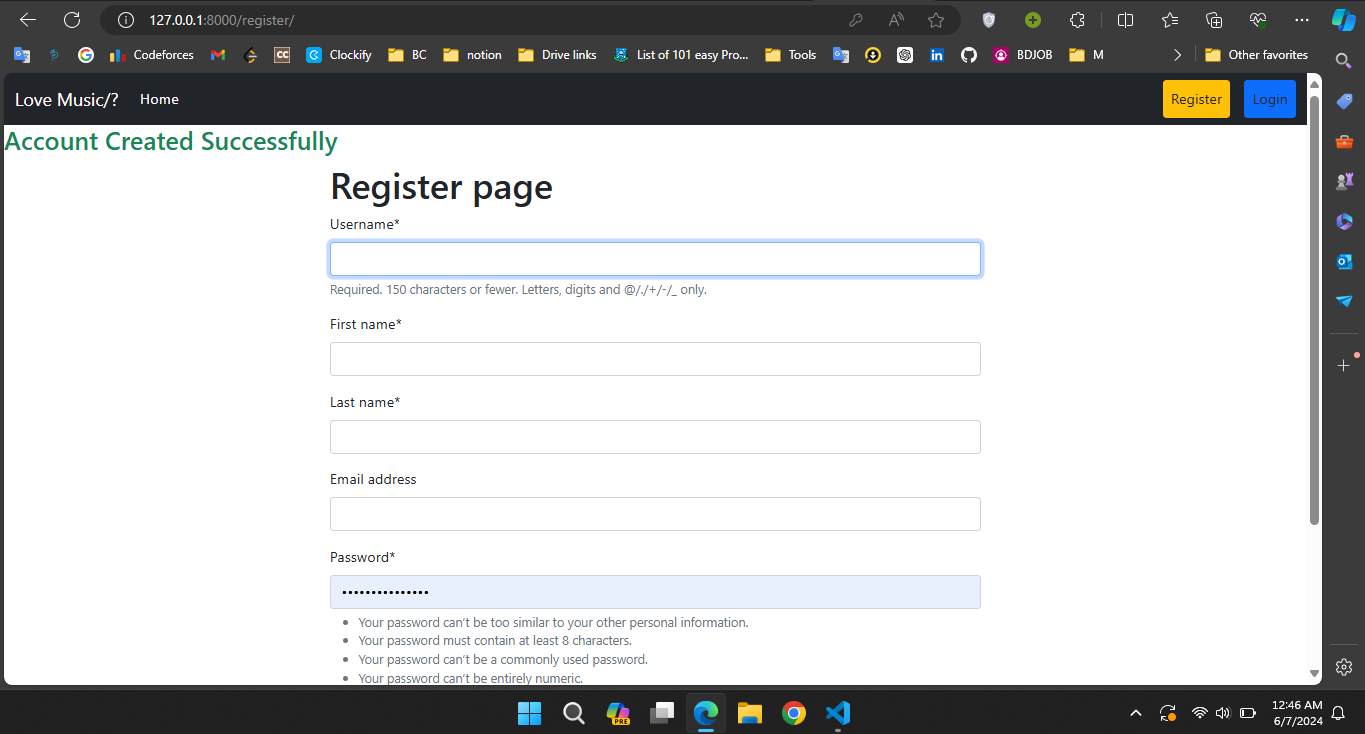 127.0.0.1:8000/register/
Codeforces
CC
Clockify
BC
notion
Drive links
List of 101 easy Pro...
Tools
in
BDJOB
M
Other favorites
Love Music/?
Home
Register
Login
Account Created Successfully
Register page
Username*
Required. 150 characters or fewer. Letters, digits and @/./+/-/_ only.
First name*
Last name*
Email address
Password*
Your password can't be too similar to your other personal information.
Your password must contain at least 8 characters.
Your password can't be a commonly used password.
Your password can't be entirely numeric.
PRE
12:46 AM
6/7/2024